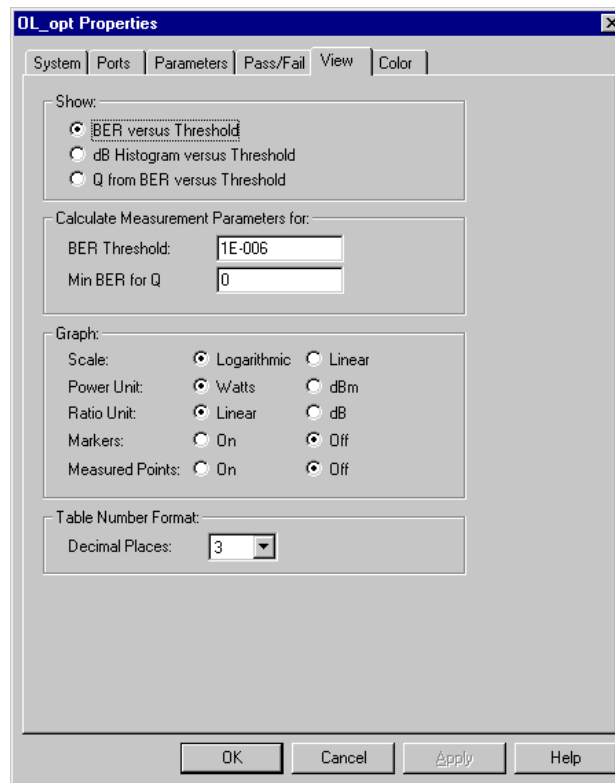 OL_opt Properties
System Ports Parameters Pass/Fail View Color
Show:
BER versus Threshold
dB Histogram versus Threshold
Q from BER versus Threshold
Calculate Measurement Parameters for:
BER Threshold: 1E-006
Min BER for Q 0
Graph:
Scale: Logarithmic Linear
Power Unit: Watts dBm
Ratio Unit: Linear dB
Markers: On Off
Measured Points: On Off
Table Number Format:
Decimal Places: 3
OK Cancel Apply Help